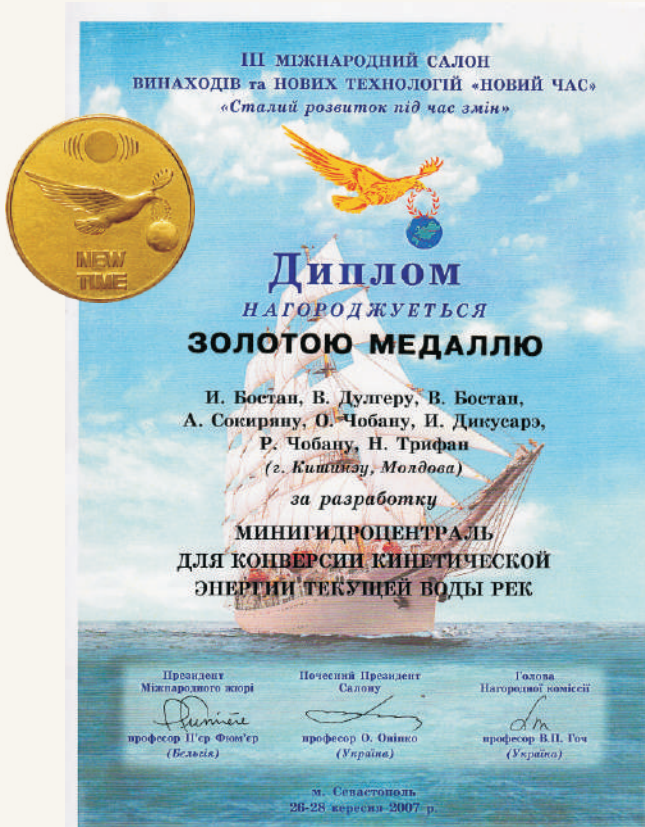 III МІЖНАРОДНИЙ САЛОН
ВИНАХОДІВ та НОВИХ ТЕХНОЛОГІЙ «НОВИЙ ЧАС»
«Сталий розвиток під час змін»
NEW
TIME
Диплом
НАГОРОДЖУЕТЬСЯ
ЗОЛОТОЮ МЕДАЛЛЮ
И. Бостан, В. Дулгеру, В. Бостан,
А. Сокиряну, О. Чобану, И. Дикусарэ,
Р. Чобану, Н. Трифан
(г. Кишинэу, Молдова)
за разработку
МИНИГИДРОЦЕНТРАЛЬ
ДЛЯ КОНВЕРСИИ КИНЕТИЧЕСКОЙ
ЭНЕРГИИ ТЕКУЩЕЙ ВОДЫ РЕК
Президент
Міжнародного жюрі
професор П'єр Фюм'єр
(Бельгія)
Почесний Президент
Салону
професор О.
(Україна)
Голова
Нагородної комісії
професор В.П. Гоч
(Україна)
м. Севастополь
26-28 вересня 2007 р.